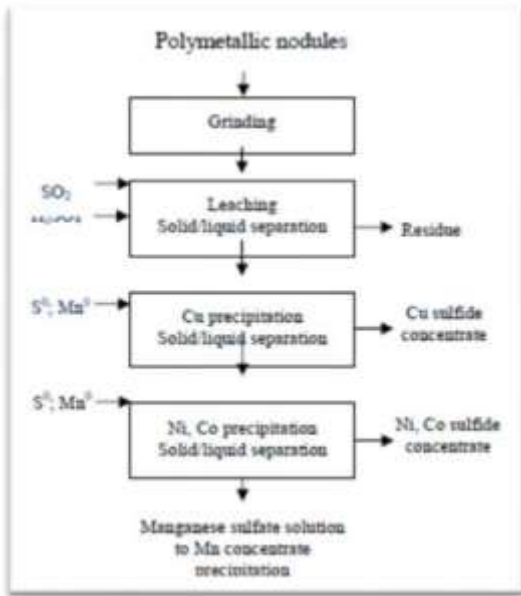 Polymetallic nodules
Grinding
SO₂
Leaching
Solid/liquid separation
Residue
S⁰; Mn⁰
Cu precipitation
Solid/liquid separation
Cu sulfide
concentrate
S⁰; Mn⁰
Ni, Co precipitation
Solid/liquid separation
Ni, Co sulfide
concentrate
Manganese sulfate solution
to Mn concentrate
precipitation